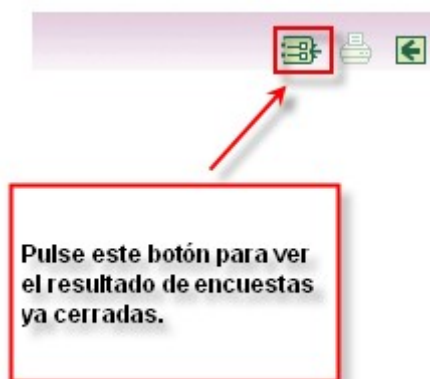 Pulse este botón para ver
el resultado de encuestas
ya cerradas.